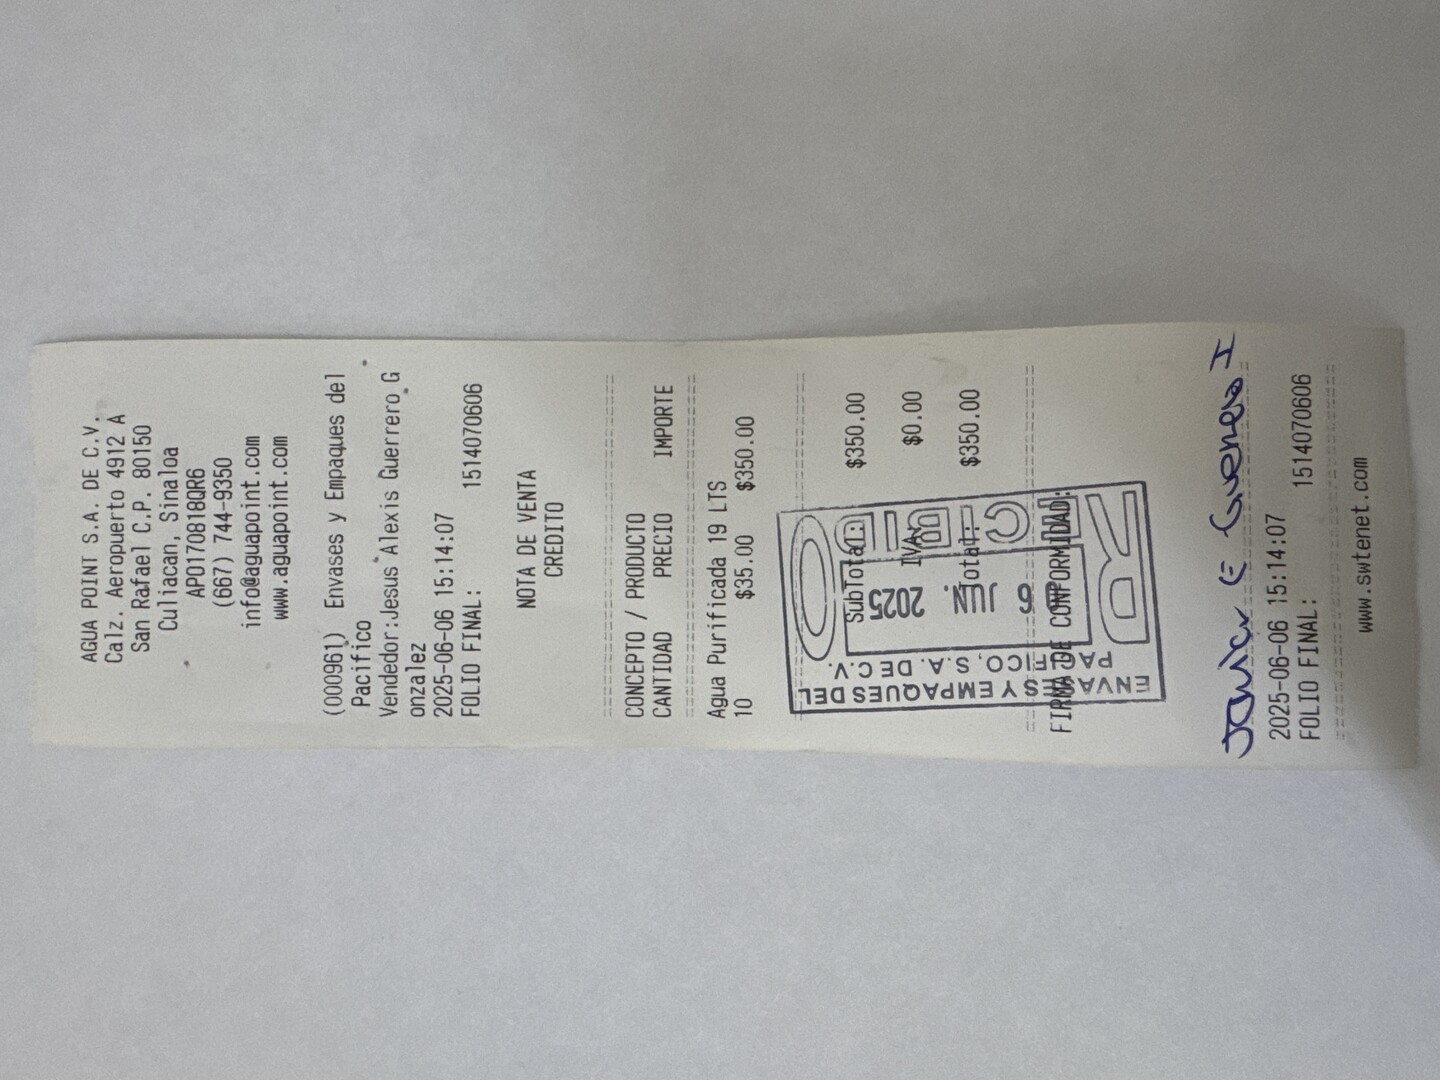 AGUA POINT S.A. DE C.V.
Calz. Aeropuerto 4912 A
San Rafael C.P. 80150
Culiacan, Sinaloa
APO170818QR6
(667) 744-9350
info@aguapoint.com
www.aguapoint.com
(000961) Envases y Empaques del
Pacifico
Vendedor:Jesus Alexis Guerrero G
onzalez
2025-06-06 15:14:07
FOLIO FINAL: 1514070606
NOTA DE VENTA
CREDITO
CONCEPTO / PRODUCTO
CANTIDAD PRECIO IMPORTE
Agua Purificada 19 LTS
10 $35.00 $350.00
SubTotal: $350.00
IVA: $0.00
Total: $350.00
FIRMA DE CONFORMIDAD:
ENVASES Y EMPAQUES DEL
PACIFICO, S.A. DE C.V.
06 JUN. 2025
RECIBIDO
Javier E Guerrero I
2025-06-06 15:14:07
FOLIO FINAL: 1514070606
www.swtenet.com